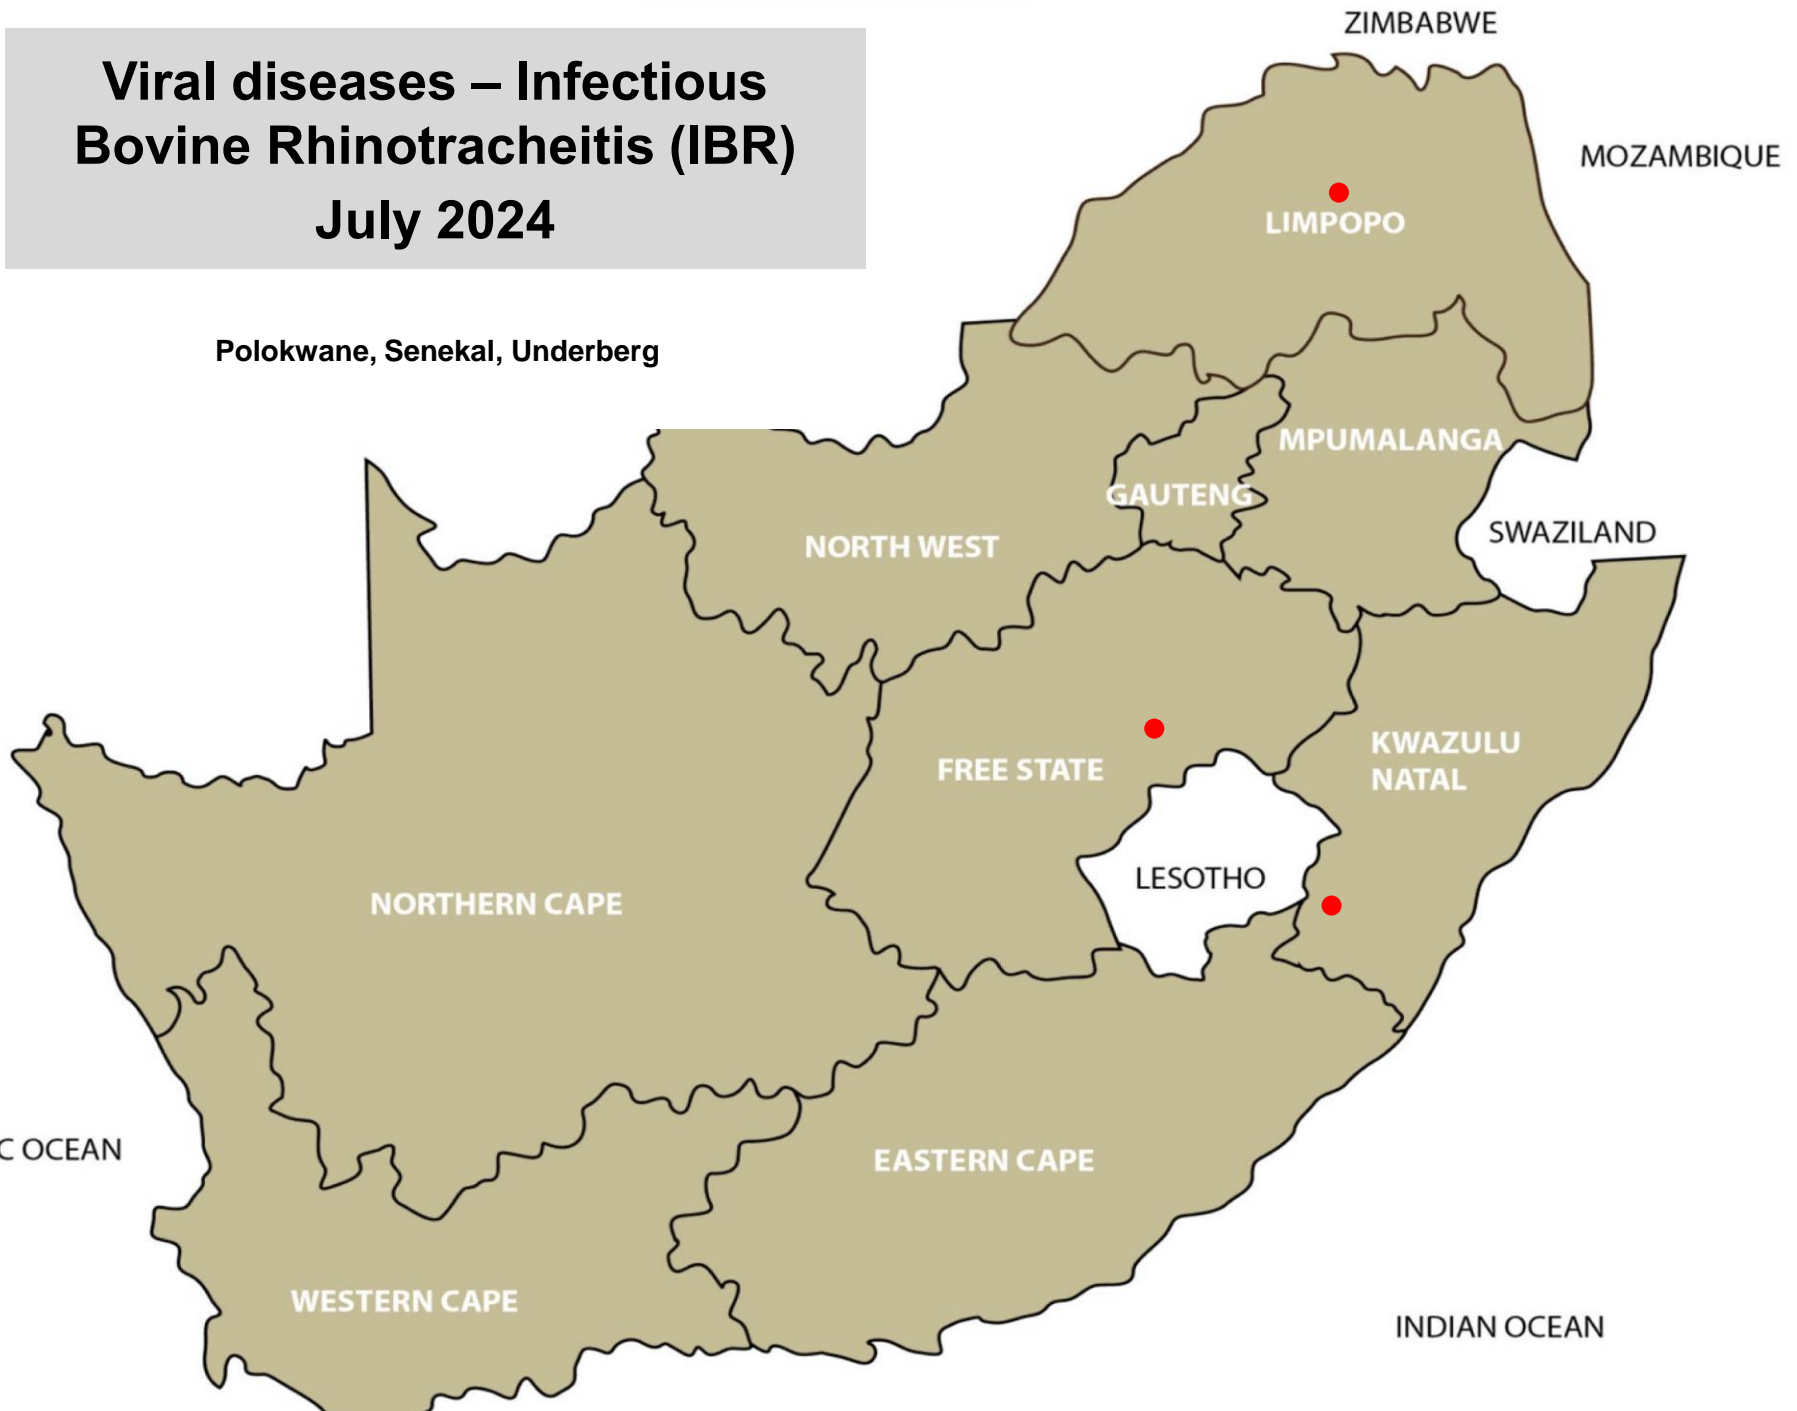 ZIMBABWE
Viral diseases – Infectious
Bovine Rhinotracheitis (IBR)
July 2024
MOZAMBIQUE
LIMPOPO
Polokwane, Senekal, Underberg
MPUMALANGA
GAUTENG
SWAZILAND
NORTH WEST
KWAZULU
NATAL
FREE STATE
LESOTHO
NORTHERN CAPE
C OCEAN
EASTERN CAPE
WESTERN CAPE
INDIAN OCEAN